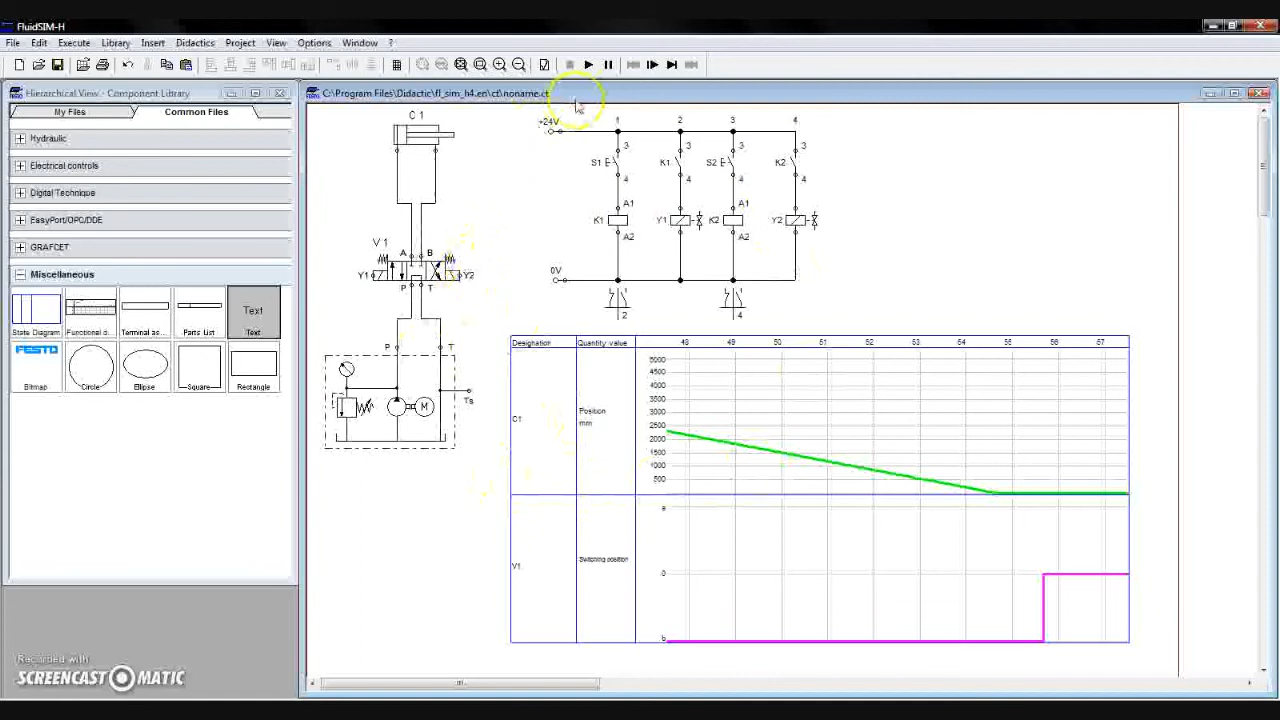 FluidSIM-H
File Edit Execute Library Insert Didactics Project View Options Window ?
Hierarchical View - Component Library
My Files
Common Files
Hydraulic
Electrical controls
Digital Technique
EasyPort/OPC/DDE
GRAFCET
Miscellaneous
State Diagram
Functional d...
Terminal as...
Parts List
Text
Text
FESTO
Bitmap
Circle
Ellipse
Square
Rectangle
Recorded with
SCREENCAST MATIC
C:\Program Files\Didactic\fl_sim_h4.en\ct\noname.ct
C 1
V 1
A B
Y1
Y2
P T
P T
M
Ts
+24V 1 2 3 4
3 3 3 3
S1 K1 S2 K2
4 4 4 4
A1 A1
K1 Y1 K2 Y2
A2 A2
0V
2 4
Designation Quantity value 48 49 50 51 52 53 54 55 56 57
C1
Position
mm
5000
4500
4000
3500
3000
2500
2000
1500
1000
500
V1
Switching position
a
0
b